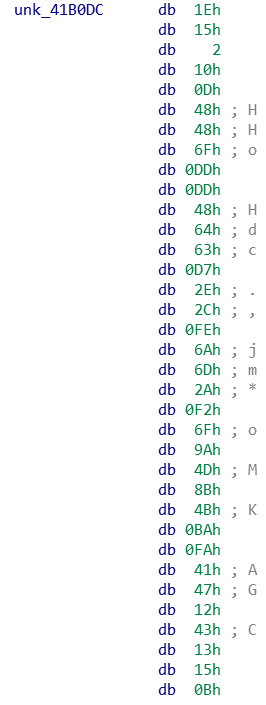 unk_41B0DC db 1Eh
db 15h
db 2
db 10h
db 0Dh
db 48h ; H
db 48h ; H
db 6Fh ; o
db 0DDh
db 0DDh
db 48h ; H
db 64h ; d
db 63h ; c
db 0D7h
db 2Eh ; .
db 2Ch ; ,
db 0FEh
db 6Ah ; j
db 6Dh ; m
db 2Ah ; *
db 0F2h
db 6Fh ; o
db 9Ah
db 4Dh ; M
db 8Bh
db 4Bh ; K
db 0BAh
db 0FAh
db 41h ; A
db 47h ; G
db 12h
db 43h ; C
db 13h
db 15h
db 0Bh